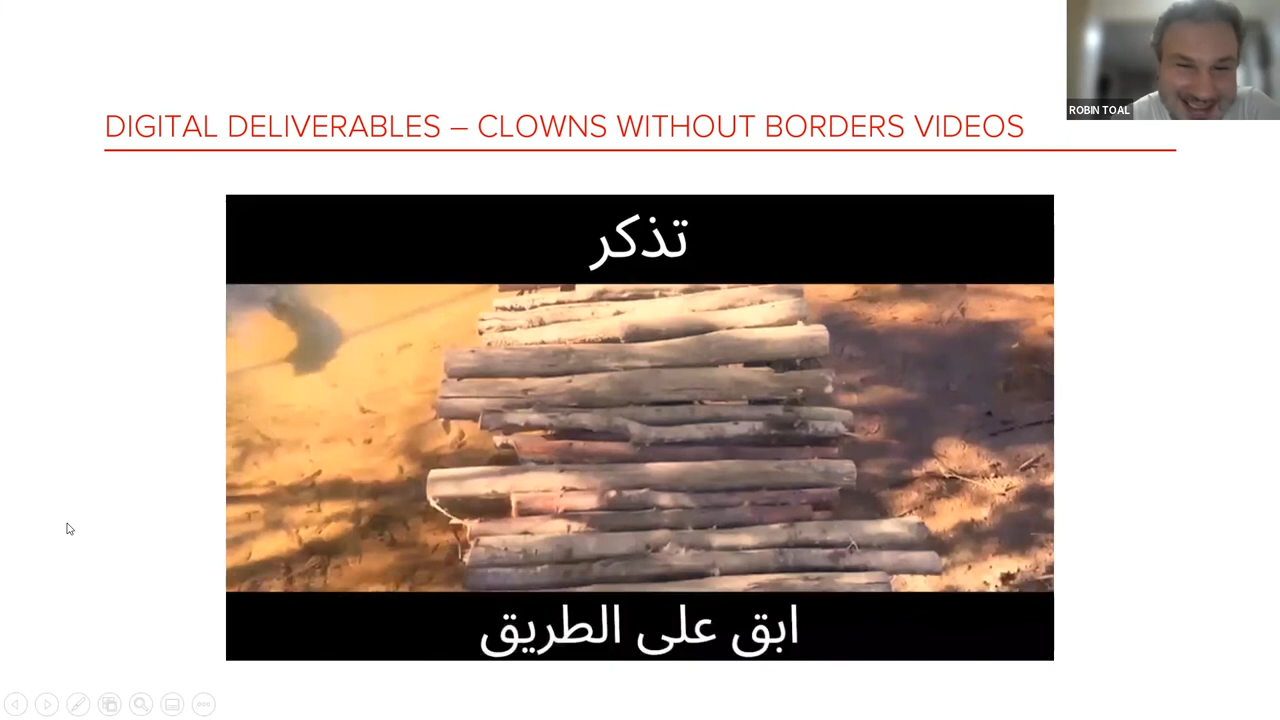 ROBIN TOAL
DIGITAL DELIVERABLES – CLOWNS WITHOUT BORDERS VIDEOS
تذكر
ابق على الطريق